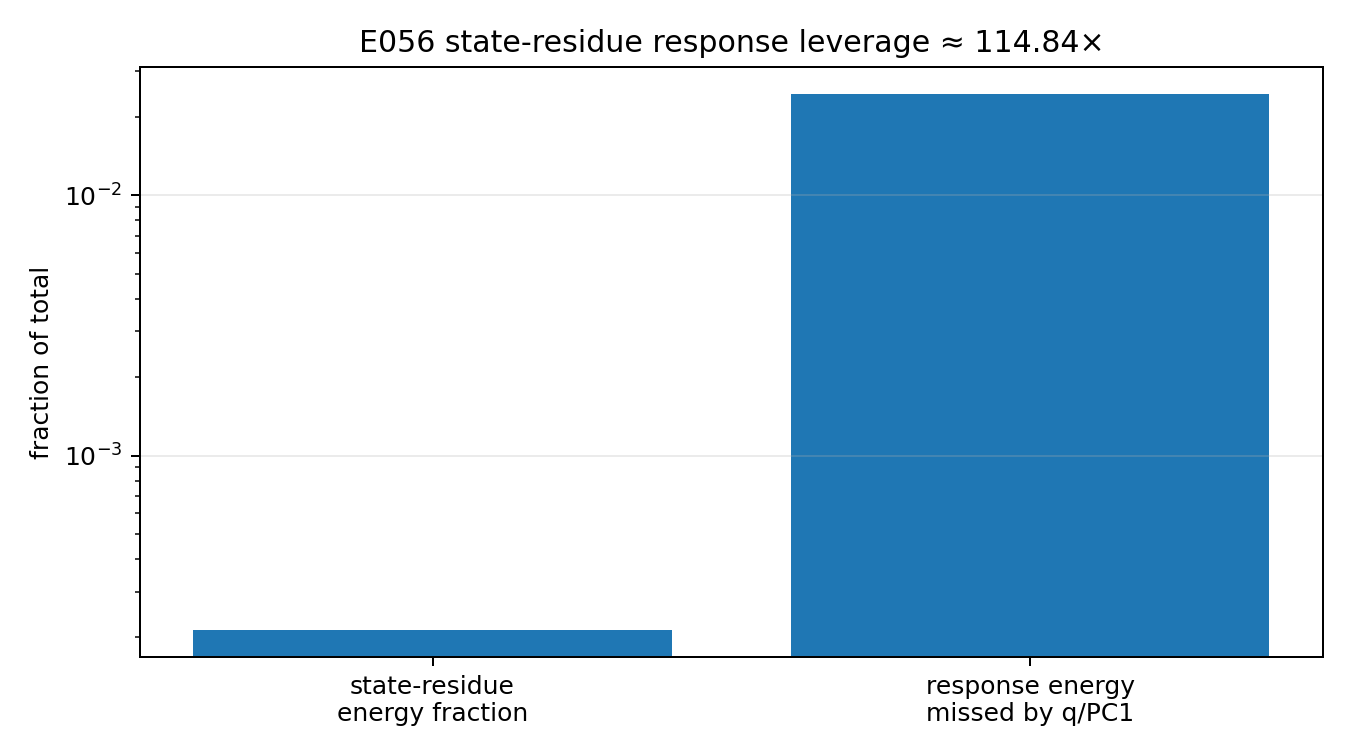 E056 state-residue response leverage ≈ 114.84×
fraction of total
10⁻²
10⁻³
state-residue
energy fraction
response energy
missed by q/PC1